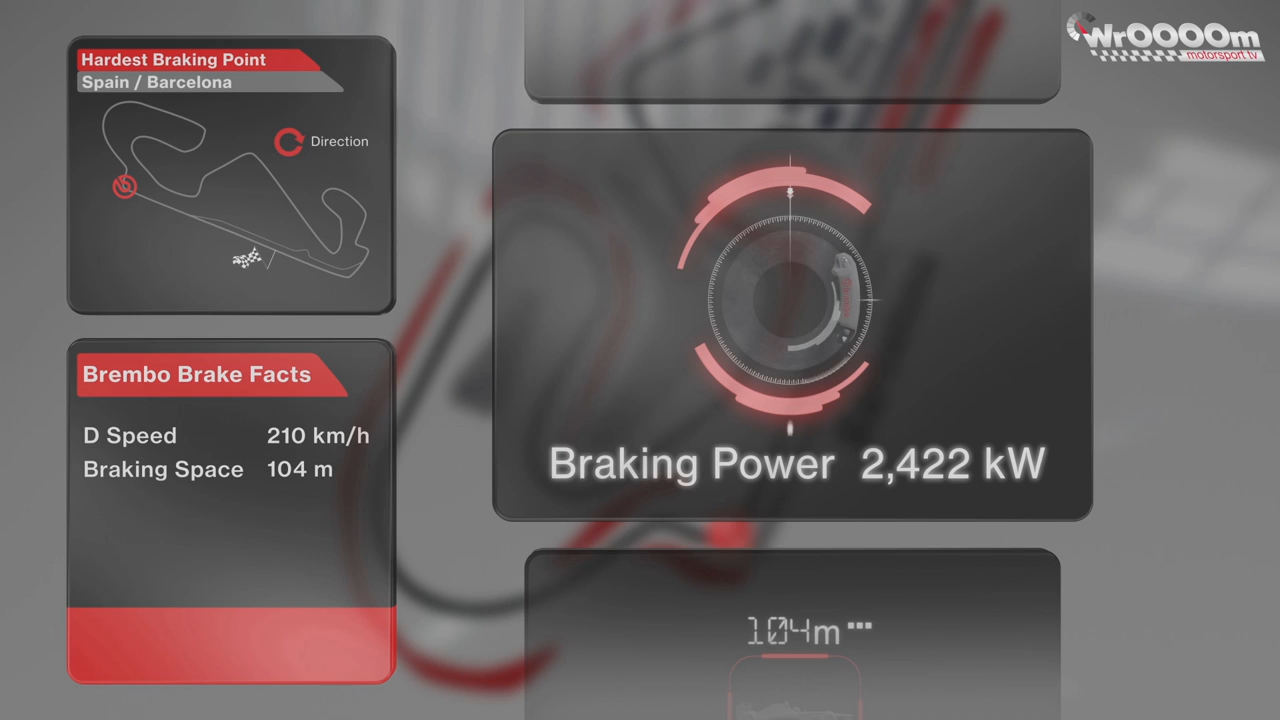 Hardest Braking Point
Spain / Barcelona
Direction
Brembo Brake Facts
D Speed 210 km/h
Braking Space 104 m
Braking Power 2,422 kW
104m
WrOOOOm
motorsport tv